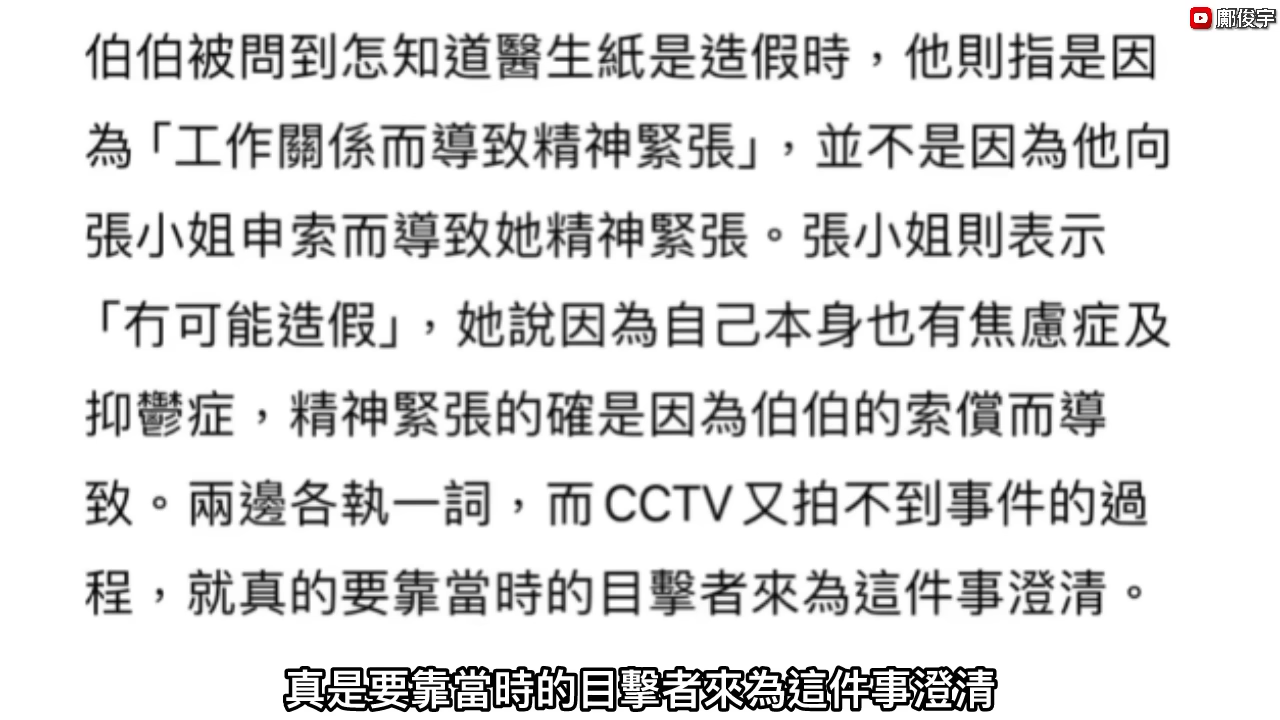 鄺俊宇
伯伯被問到怎知道醫生紙是造假時，他則指是因
為「工作關係而導致精神緊張」，並不是因為他向
張小姐申索而導致她精神緊張。張小姐則表示
「冇可能造假」，她說因為自己本身也有焦慮症及
抑鬱症，精神緊張的確是因為伯伯的索償而導
致。兩邊各執一詞，而CCTV又拍不到事件的過
程，就真的要靠當時的目擊者來為這件事澄清。
真是要靠當時的目擊者來為這件事澄清